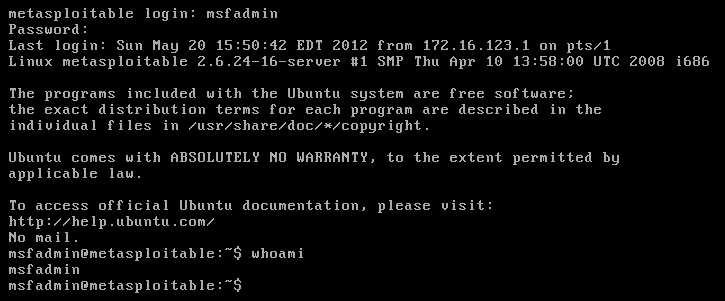 metasploitable login: msfadmin
Password:
Last login: Sun May 20 15:50:42 EDT 2012 from 172.16.123.1 on pts/1
Linux metasploitable 2.6.24-16-server #1 SMP Thu Apr 10 13:58:00 UTC 2008 i686
The programs included with the Ubuntu system are free software;
the exact distribution terms for each program are described in the
individual files in /usr/share/doc/*/copyright.
Ubuntu comes with ABSOLUTELY NO WARRANTY, to the extent permitted by
applicable law.
To access official Ubuntu documentation, please visit:
http://help.ubuntu.com/
No mail.
msfadmin@metasploitable:~$ whoami
msfadmin
msfadmin@metasploitable:~$